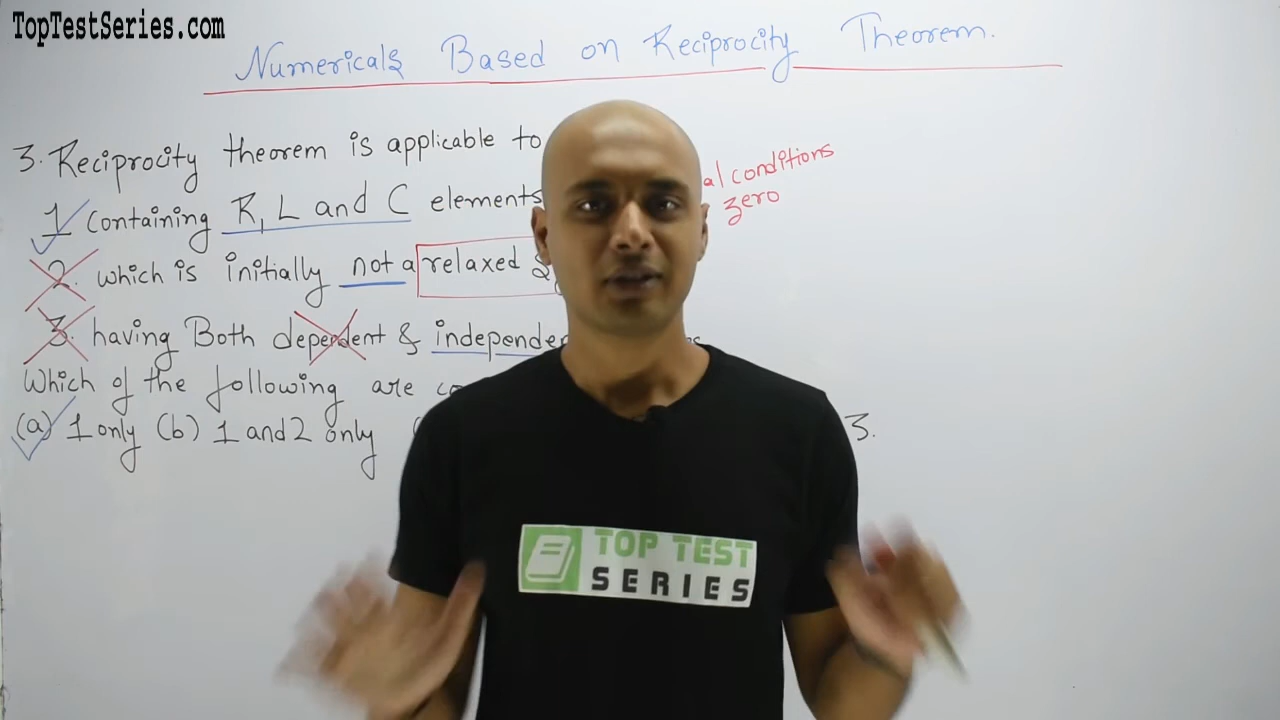 TopTestSeries.com
Numericals Based on Reciprocity Theorem.
3. Reciprocity theorem is applicable to
al conditions
zero
1 containing R, L and C elements
2. which is initially not a relaxed
3. having Both dependent & independe
Which of the following are
(a) 1 only (b) 1 and 2 only
3.
TOP TEST
SERIES